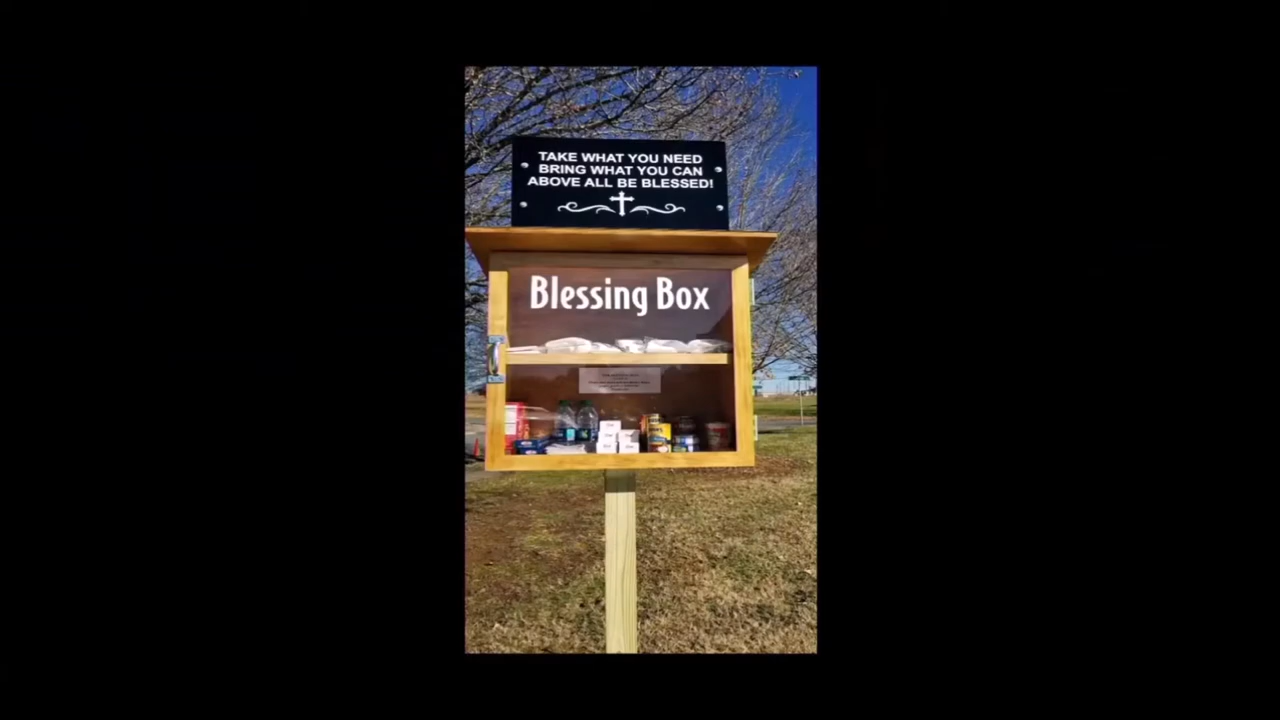 TAKE WHAT YOU NEED
BRING WHAT YOU CAN
ABOVE ALL BE BLESSED!
Blessing Box